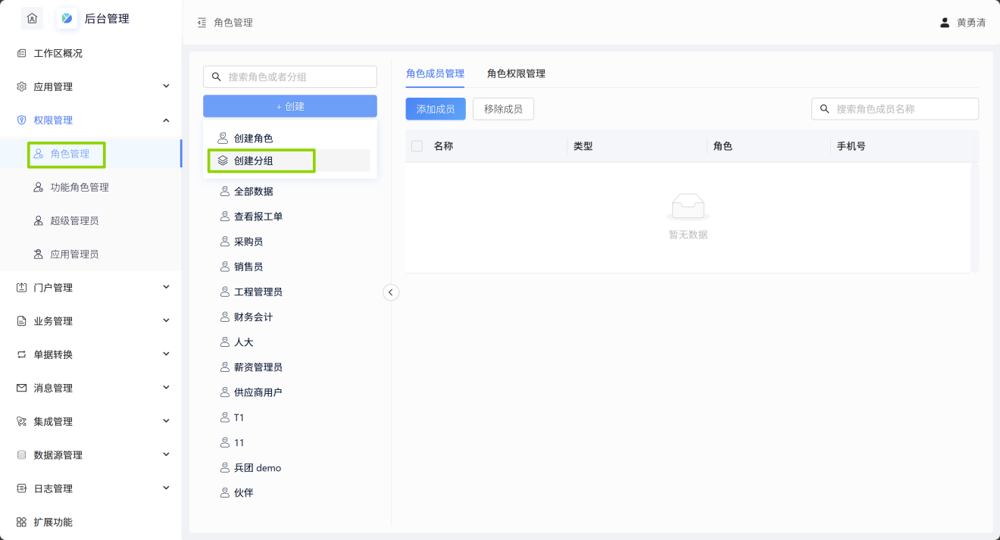 后台管理
工作区概况
应用管理
权限管理
角色管理
功能角色管理
超级管理员
应用管理员
门户管理
业务管理
单据转换
消息管理
集成管理
数据源管理
日志管理
扩展功能
角色管理
黄勇清
搜索角色或者分组
+ 创建
创建角色
创建分组
全部数据
查看报工单
采购员
销售员
工程管理员
财务会计
人大
薪资管理员
供应商用户
T1
11
兵团 demo
伙伴
角色成员管理 角色权限管理
添加成员 移除成员 搜索角色成员名称
名称 类型 角色 手机号
暂无数据